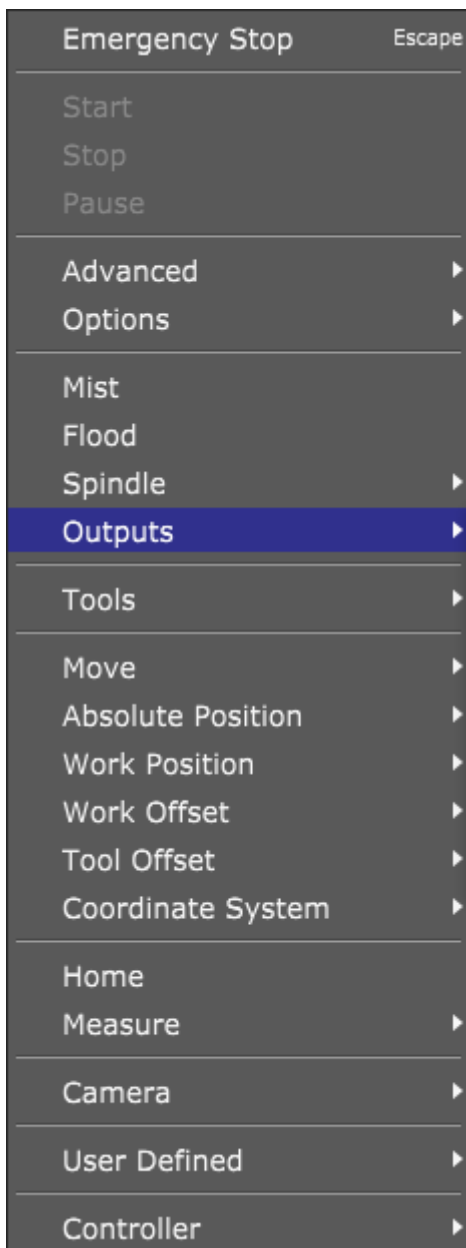 Emergency Stop Escape
Start
Stop
Pause
Advanced
Options
Mist
Flood
Spindle
Outputs
Tools
Move
Absolute Position
Work Position
Work Offset
Tool Offset
Coordinate System
Home
Measure
Camera
User Defined
Controller